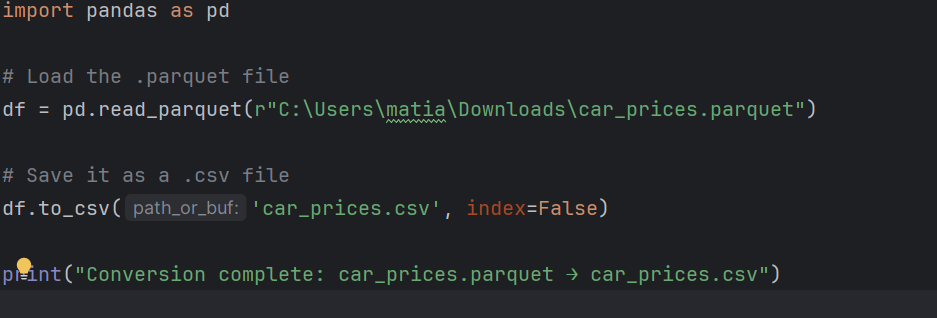 import pandas as pd
# Load the .parquet file
df = pd.read_parquet(r"C:\Users\matia\Downloads\car_prices.parquet")
# Save it as a .csv file
df.to_csv( path_or_buf: 'car_prices.csv', index=False)
print("Conversion complete: car_prices.parquet → car_prices.csv")